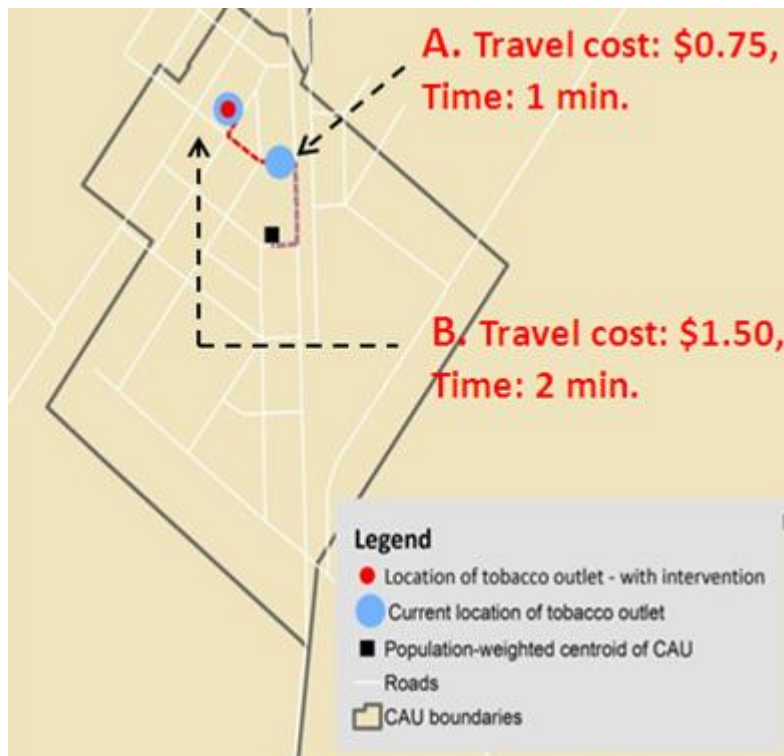 A. Travel cost: $0.75,
Time: 1 min.
B. Travel cost: $1.50,
Time: 2 min.
Legend
Location of tobacco outlet - with intervention
Current location of tobacco outlet
Population-weighted centroid of CAU
Roads
CAU boundaries